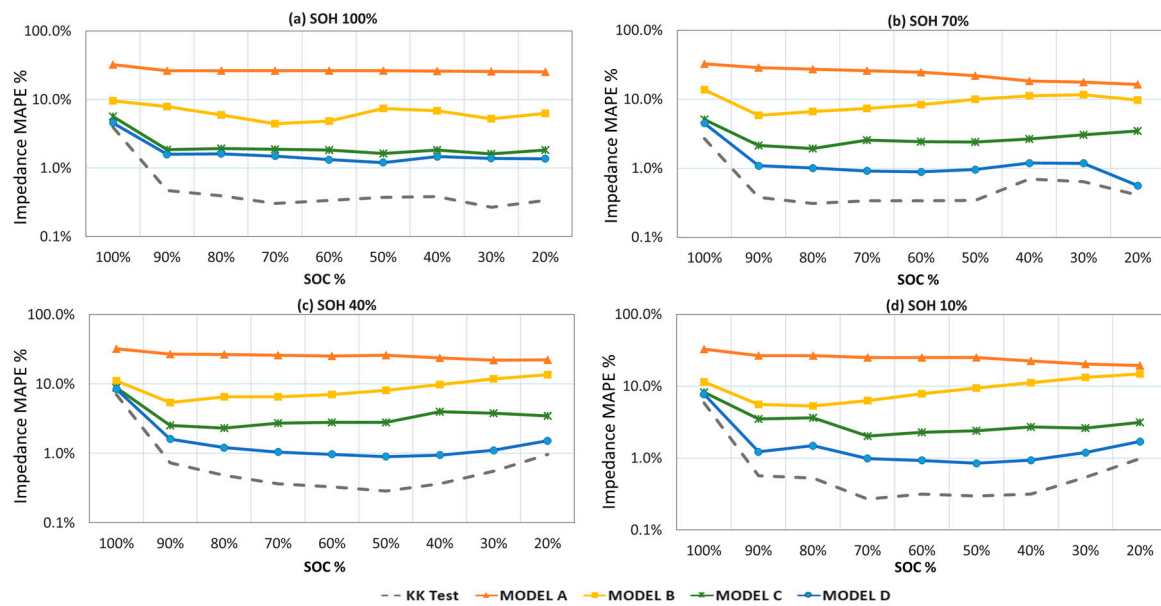 (a) SOH 100%
Impedance MAPE %
100.0%
10.0%
1.0%
0.1%
100% 90% 80% 70% 60% 50% 40% 30% 20%
SOC %
(b) SOH 70%
Impedance MAPE %
100.0%
10.0%
1.0%
0.1%
100% 90% 80% 70% 60% 50% 40% 30% 20%
SOC %
(c) SOH 40%
Impedance MAPE %
100.0%
10.0%
1.0%
0.1%
100% 90% 80% 70% 60% 50% 40% 30% 20%
SOC %
(d) SOH 10%
Impedance MAPE %
100.0%
10.0%
1.0%
0.1%
100% 90% 80% 70% 60% 50% 40% 30% 20%
SOC %
KK Test MODEL A MODEL B MODEL C MODEL D